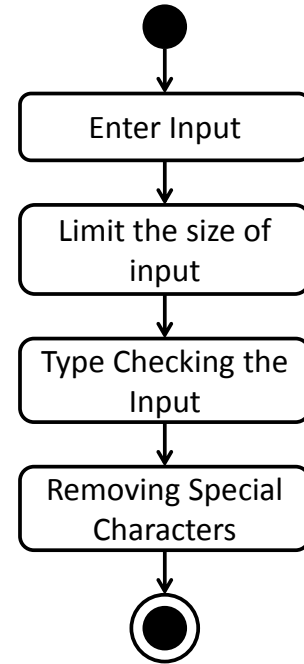 Enter Input
Limit the size of
input
Type Checking the
Input
Removing Special
Characters